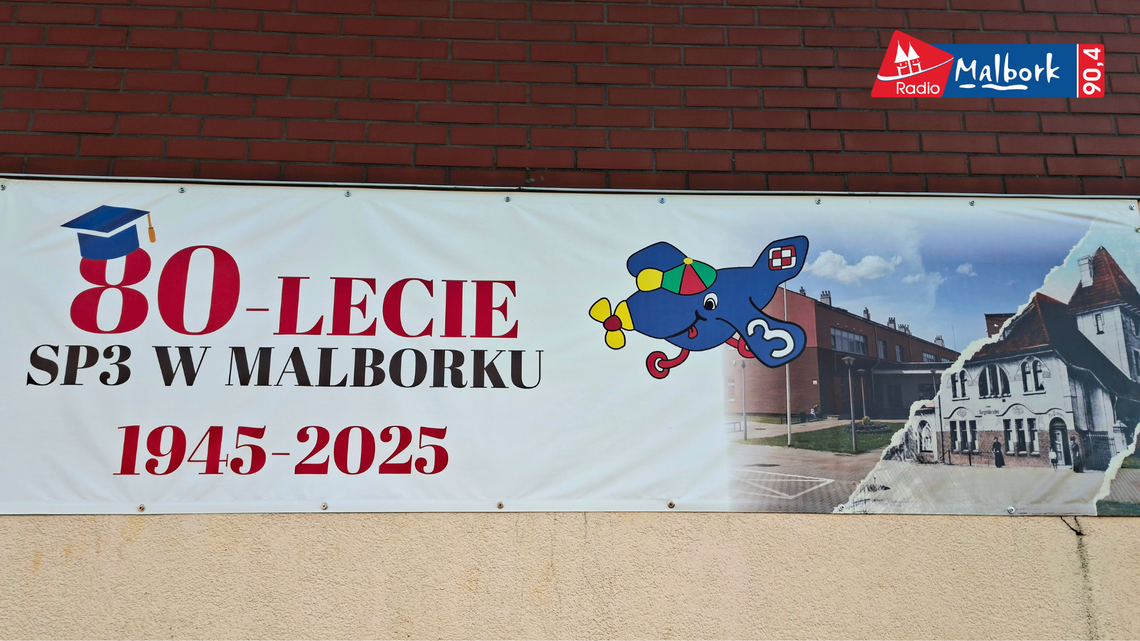 Radio Malbork 90,4
80-LECIE
SP3 W MALBORKU
1945-2025
3